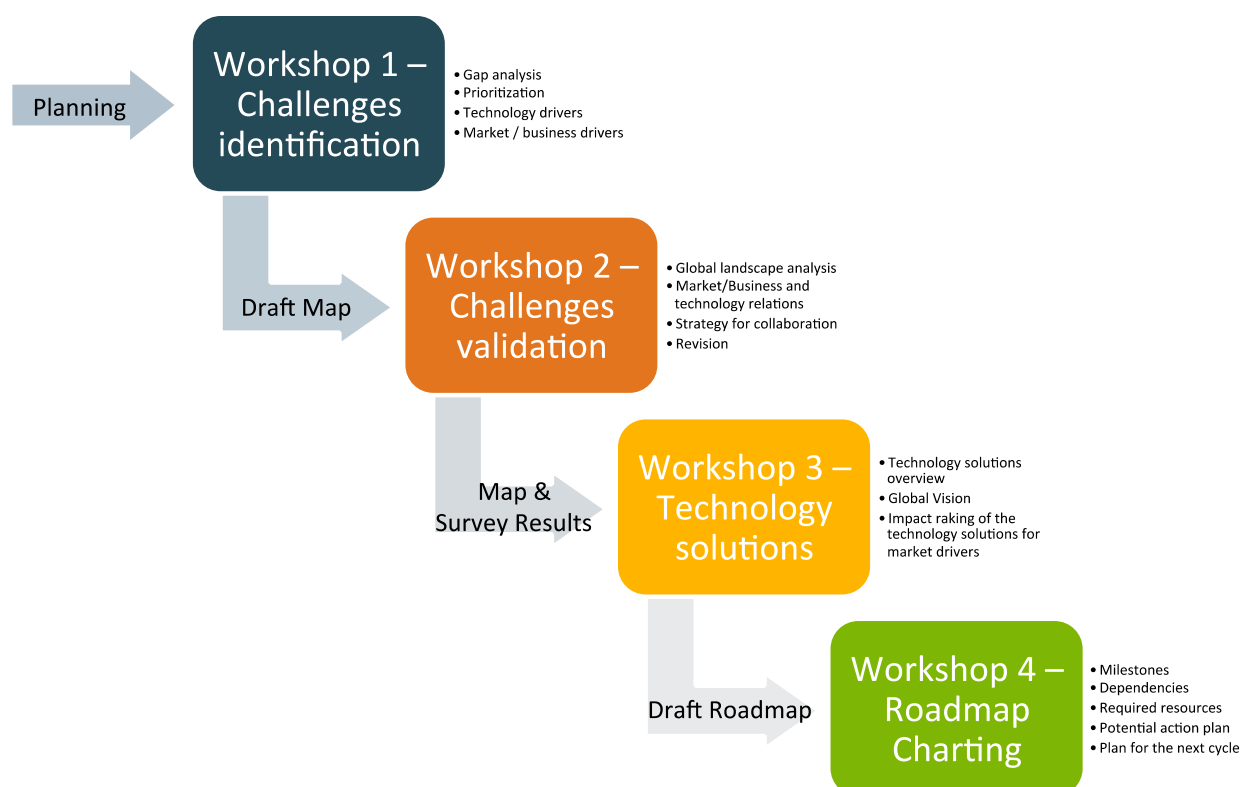 Planning
Workshop 1 –
Challenges
identification
• Gap analysis
• Prioritization
• Technology drivers
• Market / business drivers
Draft Map
Workshop 2 –
Challenges
validation
• Global landscape analysis
• Market/Business and
technology relations
• Strategy for collaboration
• Revision
Map &
Survey Results
Workshop 3 –
Technology
solutions
• Technology solutions
overview
• Global Vision
• Impact raking of the
technology solutions for
market drivers
Draft Roadmap
Workshop 4 –
Roadmap
Charting
• Milestones
• Dependencies
• Required resources
• Potential action plan
• Plan for the next cycle